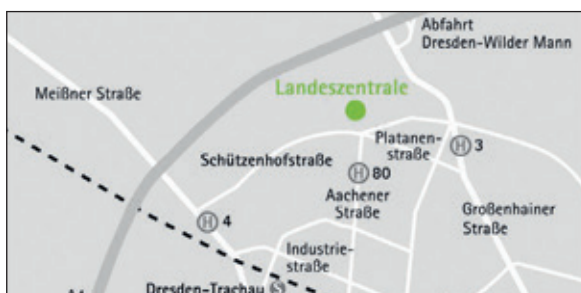 Abfahrt
Dresden-Wilder Mann
Meißner Straße
Landeszentrale
Platanen-
straße
H 3
Schützenhofstraße
H 80
Aachener
Straße
Großenhainer
Straße
H 4
Industrie-
straße
Dresden-Trachau S